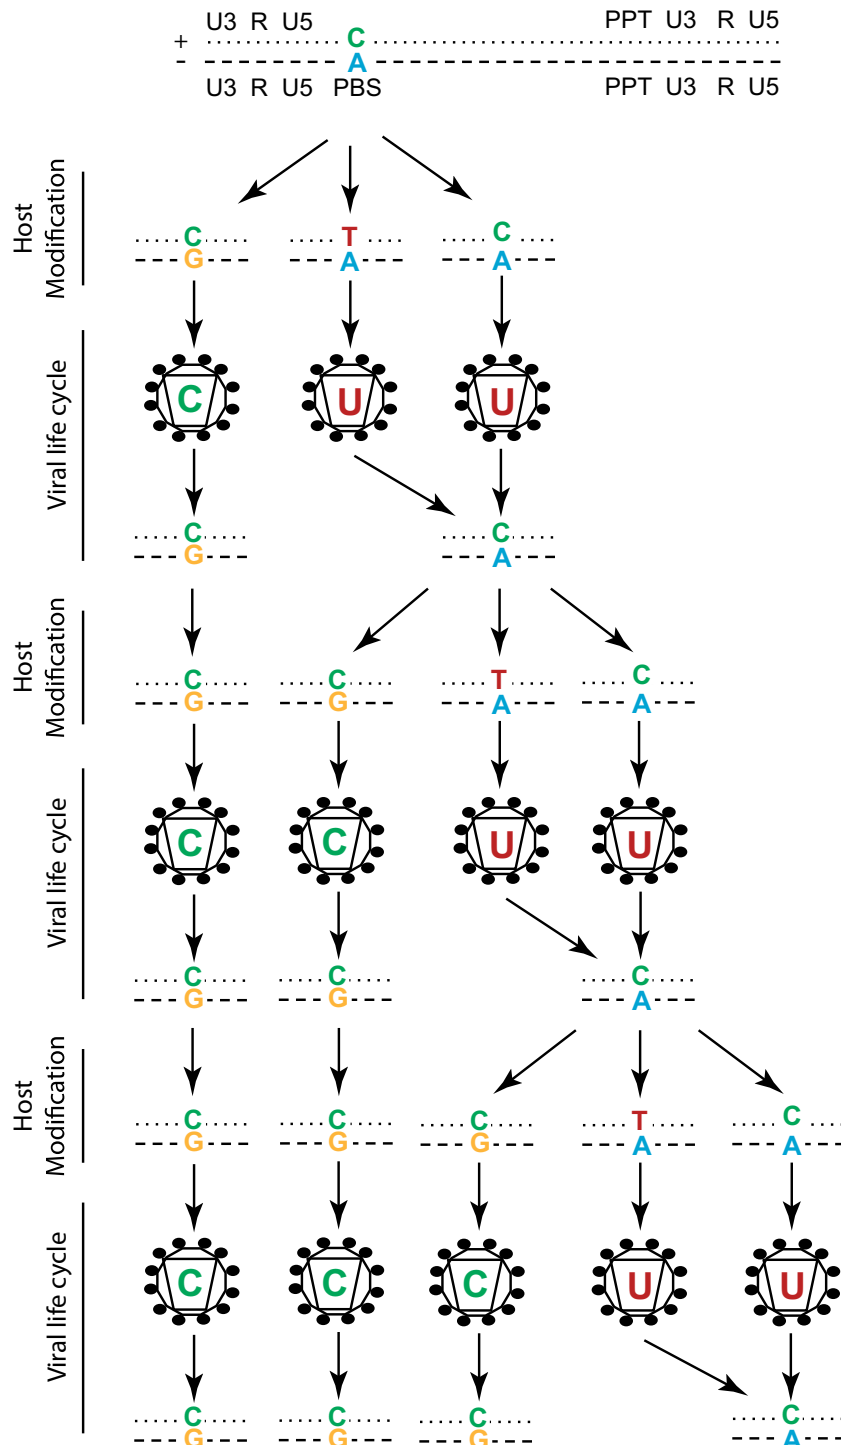 U3 R U5 PPT U3 R U5
+ C
- A
U3 R U5 PBS PPT U3 R U5
Host
Modification
C T C
G A A
Viral life cycle
C U U
C C
G A
Host
Modification
C C T C
G G A A
Viral life cycle
C C U U
C C C
G G A
Host
Modification
C C C T C
G G G A A
Viral life cycle
C C C U U
C C C C
G G G A